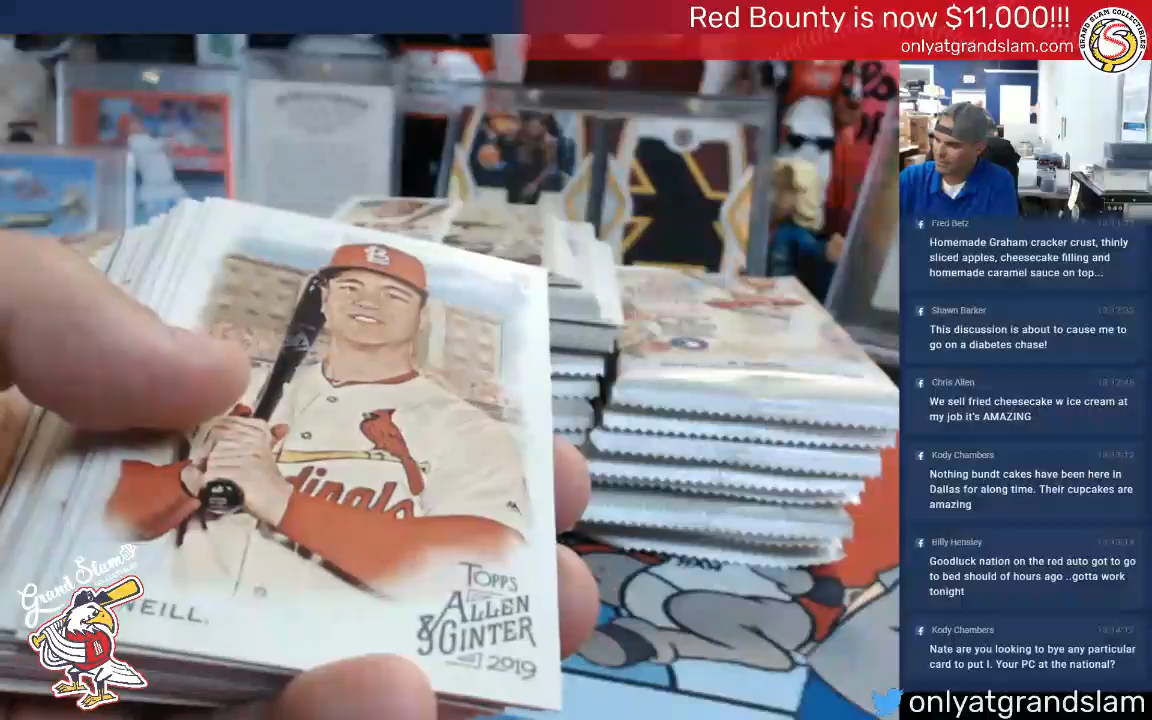 Red Bounty is now $11,000!!!
onlyatgrandslam.com
GRAND SLAM COLLECTIBLES
Fred Betz
Homemade Graham cracker crust, thinly
sliced apples, cheesecake filling and
homemade caramel sauce on top...
Shawn Barker
This discussion is about to cause me to
go on a diabetes chase!
Chris Allen
We sell fried cheesecake w ice cream at
my job it's AMAZING
Kody Chambers
Nothing bundt cakes have been here in
Dallas for along time. Their cupcakes are
amazing
Billy Hensley
Goodluck nation on the red auto got to go
to bed should of hours ago ..gotta work
tonight
Kody Chambers
Nate are you looking to bye any particular
card to put I. Your PC at the national?
onlyatgrandslam
dinals
TOPPS
ALLEN
& GINTER
2019
NEILL.
Grand Slam